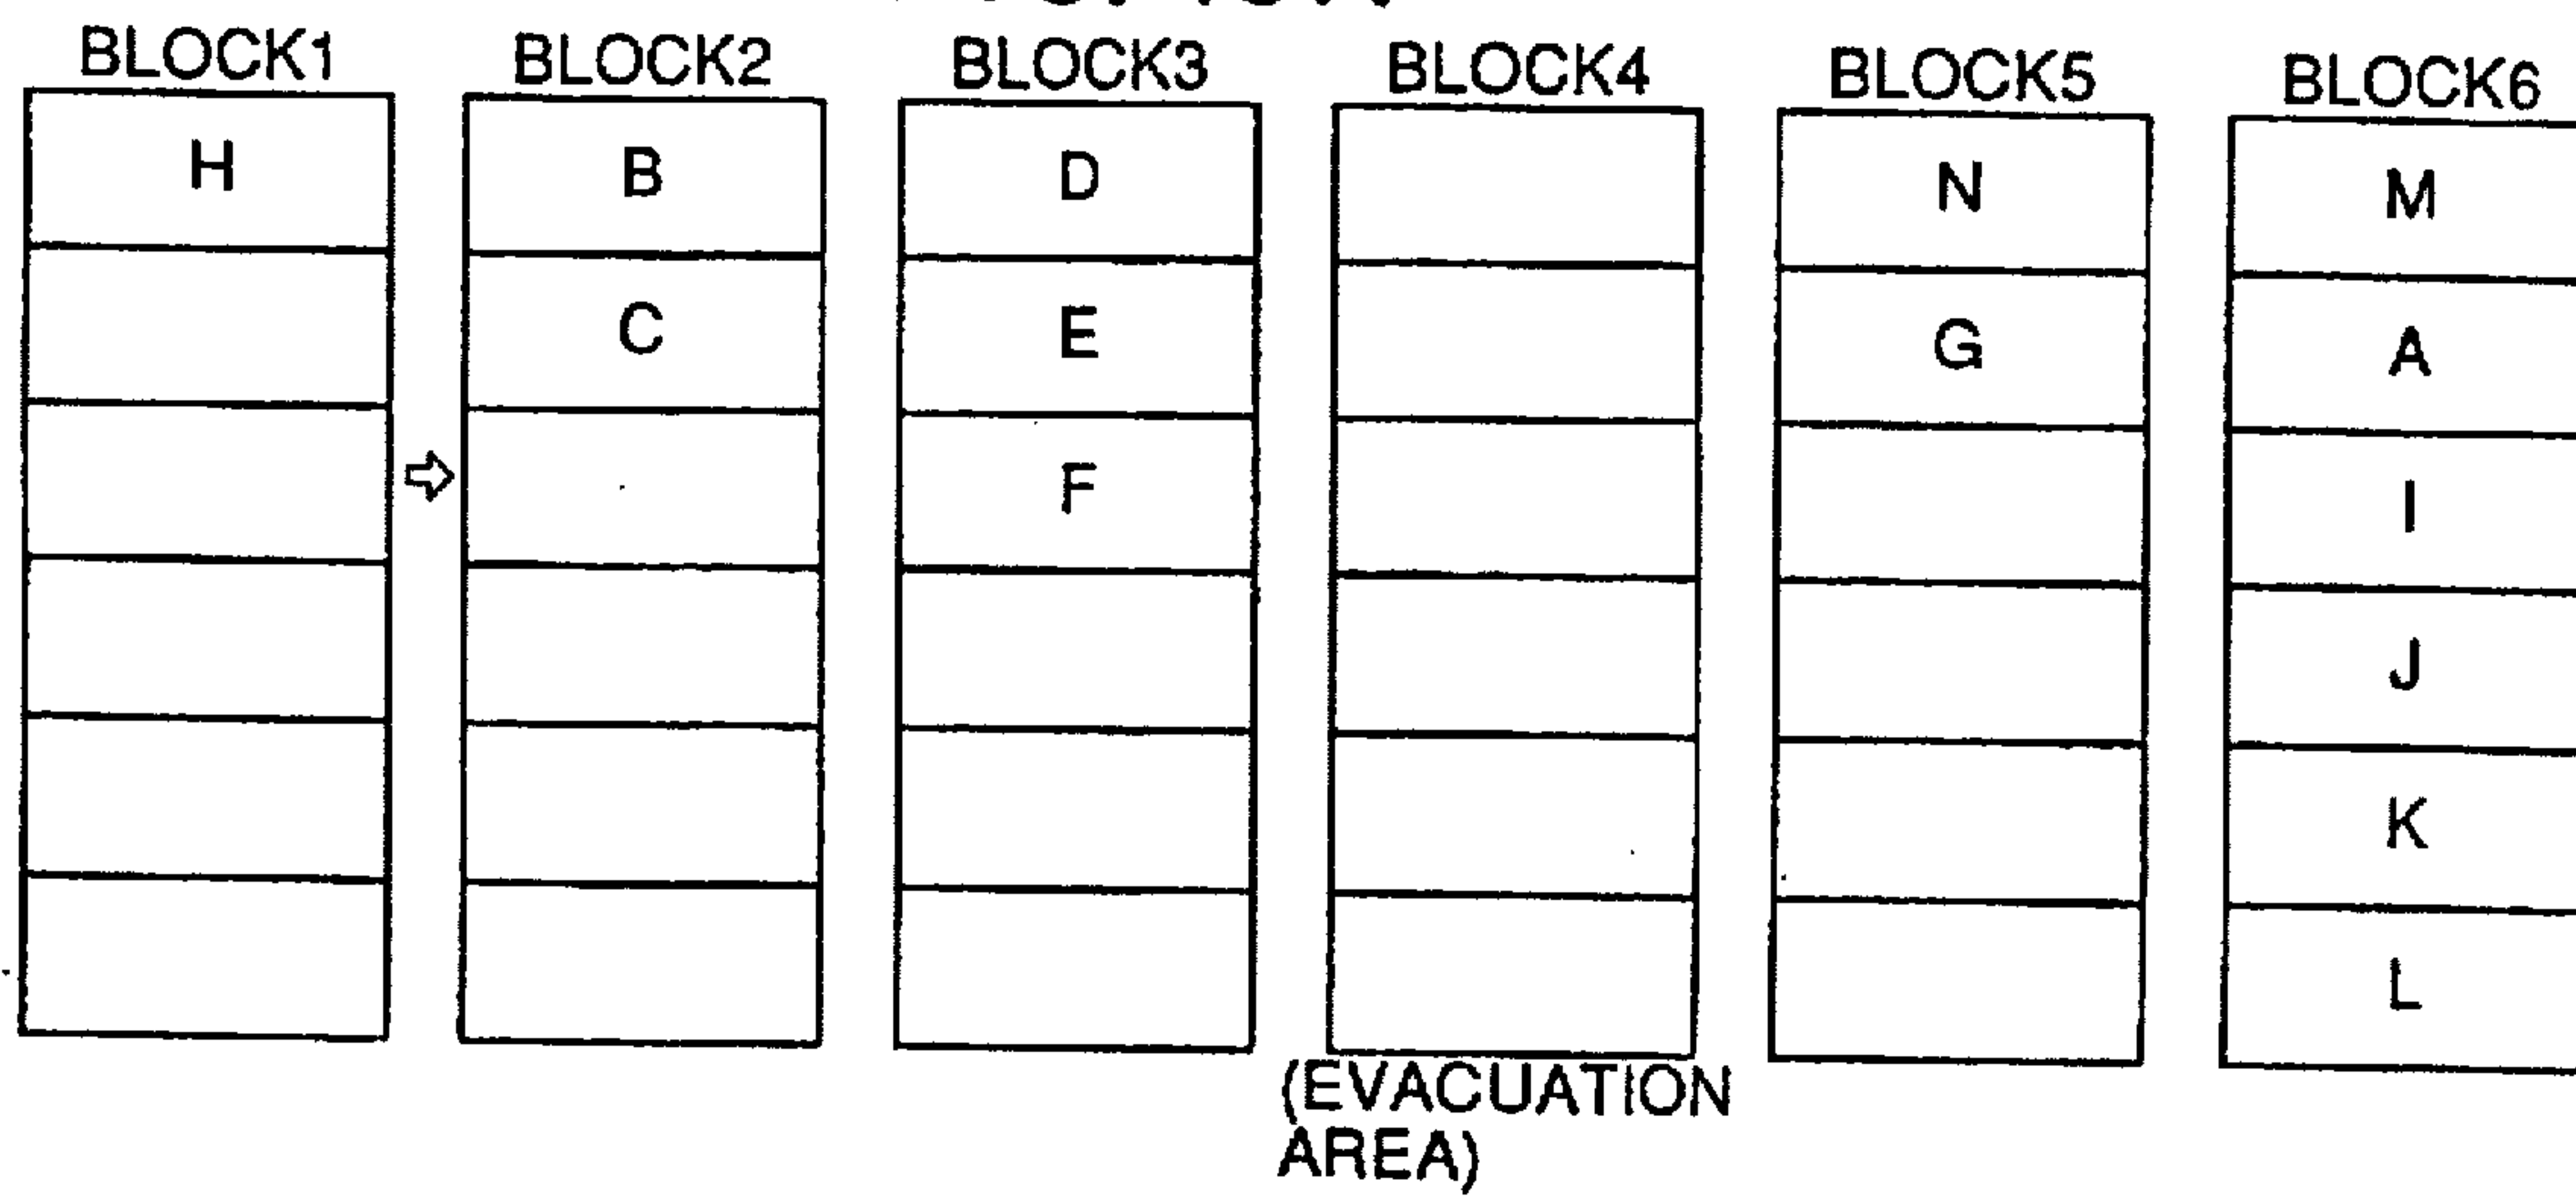 BLOCK1 BLOCK2 BLOCK3 BLOCK4 BLOCK5 BLOCK6
H B D N M
C E G A
F I
J
K
L
(EVACUATION
AREA)